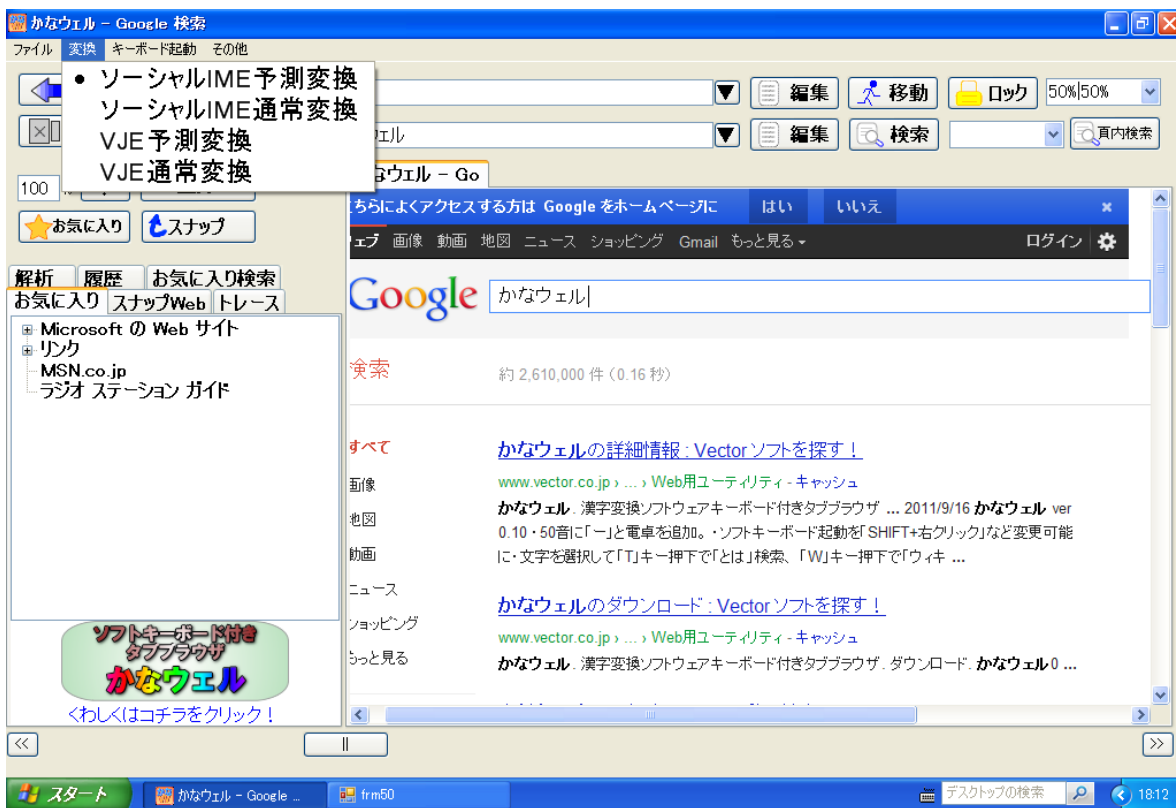 かなウェル - Google 検索
ファイル 変換 キーボード起動 その他
ソーシャルIME予測変換
ソーシャルIME通常変換
VJE予測変換
VJE通常変換
編集 移動 ロック 50%|50%
ウェル 編集 検索 頁内検索
100
お気に入り スナップ
なウェル - Go
ちらによくアクセスする方は Google をホームページに はい いいえ ×
ェブ 画像 動画 地図 ニュース ショッピング Gmail もっと見る ログイン
解析 履歴 お気に入り検索
お気に入り スナップWeb トレース
Microsoft の Web サイト
リンク
MSN.co.jp
ラジオ ステーション ガイド
Google かなウェル
検索 約 2,610,000 件 (0.16 秒)
すべて
画像
地図
動画
ニュース
ショッピング
もっと見る
かなウェルの詳細情報 : Vector ソフトを探す!
www.vector.co.jp › ... › Web用ユーティリティ - キャッシュ
かなウェル. 漢字変換ソフトウェアキーボード付きタブブラウザ ... 2011/9/16 かなウェル ver
0.10・50音に「ー」と電卓を追加。・ソフトキーボード起動を「SHIFT+右クリック」など変更可能
に・文字を選択して「T」キー押下で「とは」検索、「W」キー押下で「ウィキ ...
かなウェルのダウンロード : Vector ソフトを探す!
www.vector.co.jp › ... › Web用ユーティリティ - キャッシュ
かなウェル. 漢字変換ソフトウェアキーボード付きタブブラウザ. ダウンロード. かなウェル0 ...
ソフトキーボード付き
タブブラウザ
かなウェル
くわしくはコチラをクリック!
<< || >>
スタート かなウェル - Google ... frm50 デスクトップの検索 18:12